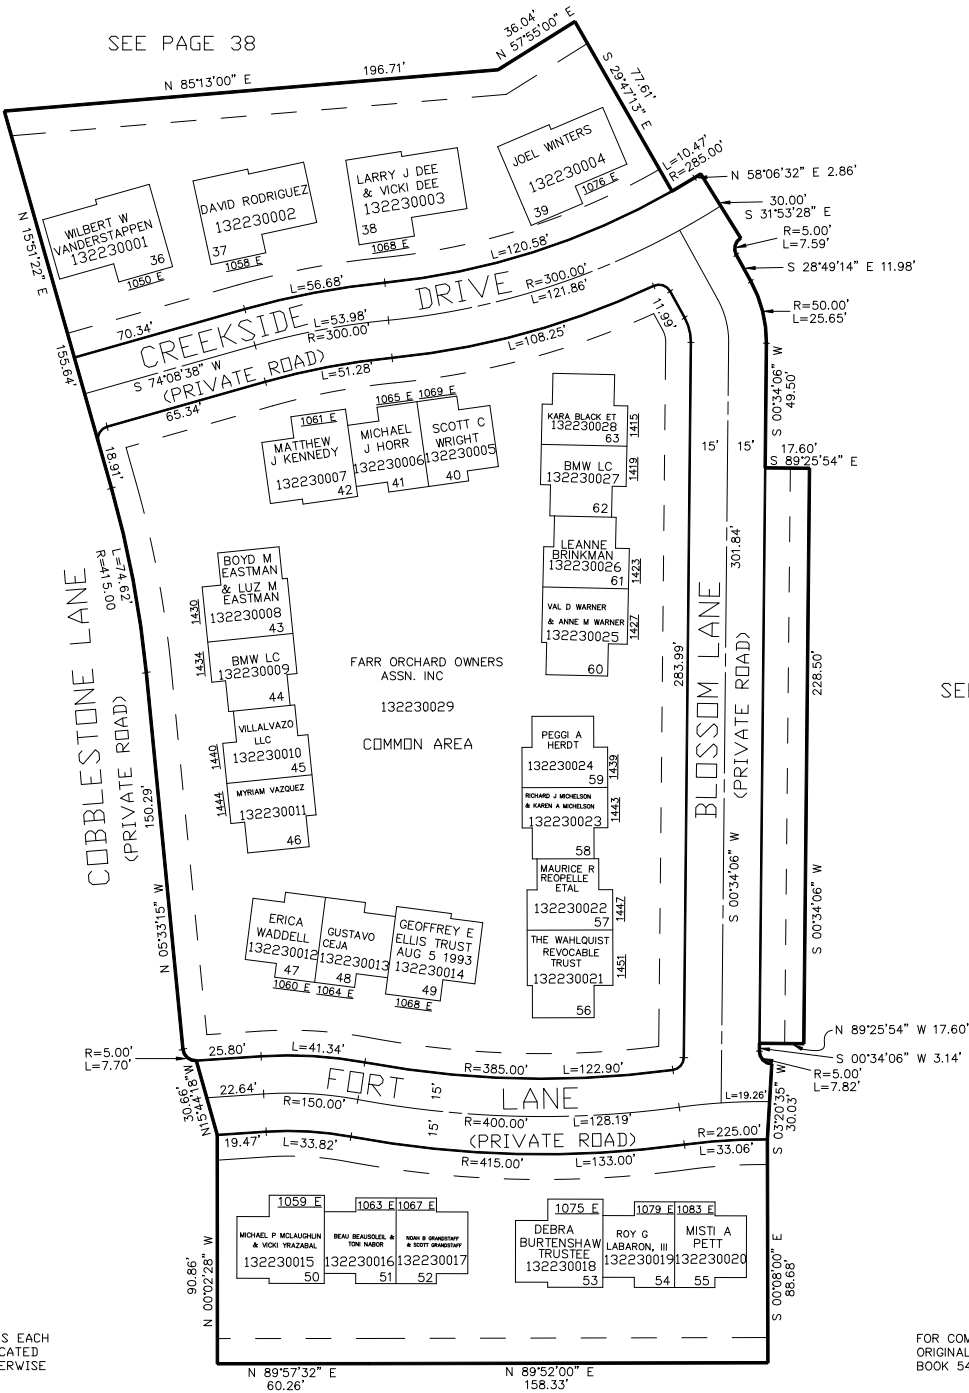 SEE PAGE 38
N 85°13'00" E
196.71'
36.04'
N 57°55'00" E
77.61'
S 29°47'13" E
L=10.47'
R=285.00'
N 58°06'32" E 2.86'
30.00'
S 31°53'28" E
R=5.00'
L=7.59'
S 28°49'14" E 11.98'
R=50.00'
L=25.65'
N 15°51'22" E
155.64'
WILBERT W
VANDERSTAPPEN
132230001
36
1050 E
DAVID RODRIGUEZ
132230002
37
1058 E
LARRY J DEE
& VICKI DEE
132230003
38
1068 E
JOEL WINTERS
132230004
39
1076 E
70.34'
L=56.68'
L=120.58'
CREEKSIDE DRIVE
(PRIVATE ROAD)
S 74°08'38" W
L=53.98'
R=300.00'
R=300.00'
L=121.86'
65.34'
L=51.28'
L=108.25'
11.99'
18.91'
S 00°34'06" W
49.50'
17.60'
S 89°25'54" E
1061 E
MATTHEW
J KENNEDY
132230007
42
1065 E
MICHAEL
J HORR
132230006
41
1069 E
SCOTT C
WRIGHT
132230005
40
KARA BLACK ET
132230028
63
1415
BMW LC
132230027
62
1419
LEANNE
BRINKMAN
132230026
61
1423
VAL D WARNER
& ANNE M WARNER
132230025
60
1427
15'
15'
301.84'
L=74.62'
R=415.00
COBBLESTONE LANE
(PRIVATE ROAD)
150.29'
N 05°33'15" W
BOYD M
EASTMAN
& LUZ M
EASTMAN
132230008
43
1430
BMW LC
132230009
44
1434
VILLALVAZO
LLC
132230010
45
1440
MYRIAM VAZQUEZ
132230011
46
1444
FARR ORCHARD OWNERS
ASSN. INC
132230029
COMMON AREA
283.99'
BLOSSOM LANE
(PRIVATE ROAD)
S 00°34'06" W
228.50'
S 00°34'06" W
PEGGI A
HERDT
132230024
59
1439
RICHARD J MICHELSON
& KAREN A MICHELSON
132230023
58
1443
MAURICE R
REOPELLE
ETAL
132230022
57
1447
THE WAHLQUIST
REVOCABLE
TRUST
132230021
56
1451
ERICA
WADDELL
132230012
47
1060 E
GUSTAVO
CEJA
132230013
48
1064 E
GEOFFREY E
ELLIS TRUST
AUG 5 1993
132230014
49
1068 E
N 89°25'54" W 17.60'
S 00°34'06" W 3.14'
R=5.00'
L=7.82'
R=5.00'
L=7.70'
25.80'
L=41.34'
R=385.00'
L=122.90'
30.66'
N15°44'18"W
22.64'
R=150.00'
FORT LANE
(PRIVATE ROAD)
15'
15'
R=400.00'
L=128.19'
L=19.26'
S 03°20'35" W
30.03'
19.47'
L=33.82'
R=415.00'
L=133.00'
R=225.00'
L=33.06'
1059 E
MICHAEL P MCLAUGHLIN
& VICKI YRAZABAL
132230015
50
1063 E
BEAU BEAUSOLEIL &
TONI NABOR
132230016
51
1067 E
NOAH B GRANDSTAFF
& SCOTT GRANDSTAFF
132230017
52
1075 E
DEBRA
BURTENSHAW
TRUSTEE
132230018
53
1079 E
ROY G
LABARON, III
132230019
54
1083 E
MISTI A
PETT
132230020
55
90.86'
N 00°02'28" W
S 00°08'00" E
88.68'
N 89°57'32" E
60.26'
N 89°52'00" E
158.33'
S EACH
CATED
ERWISE
FOR COM
ORIGINAL
BOOK 54